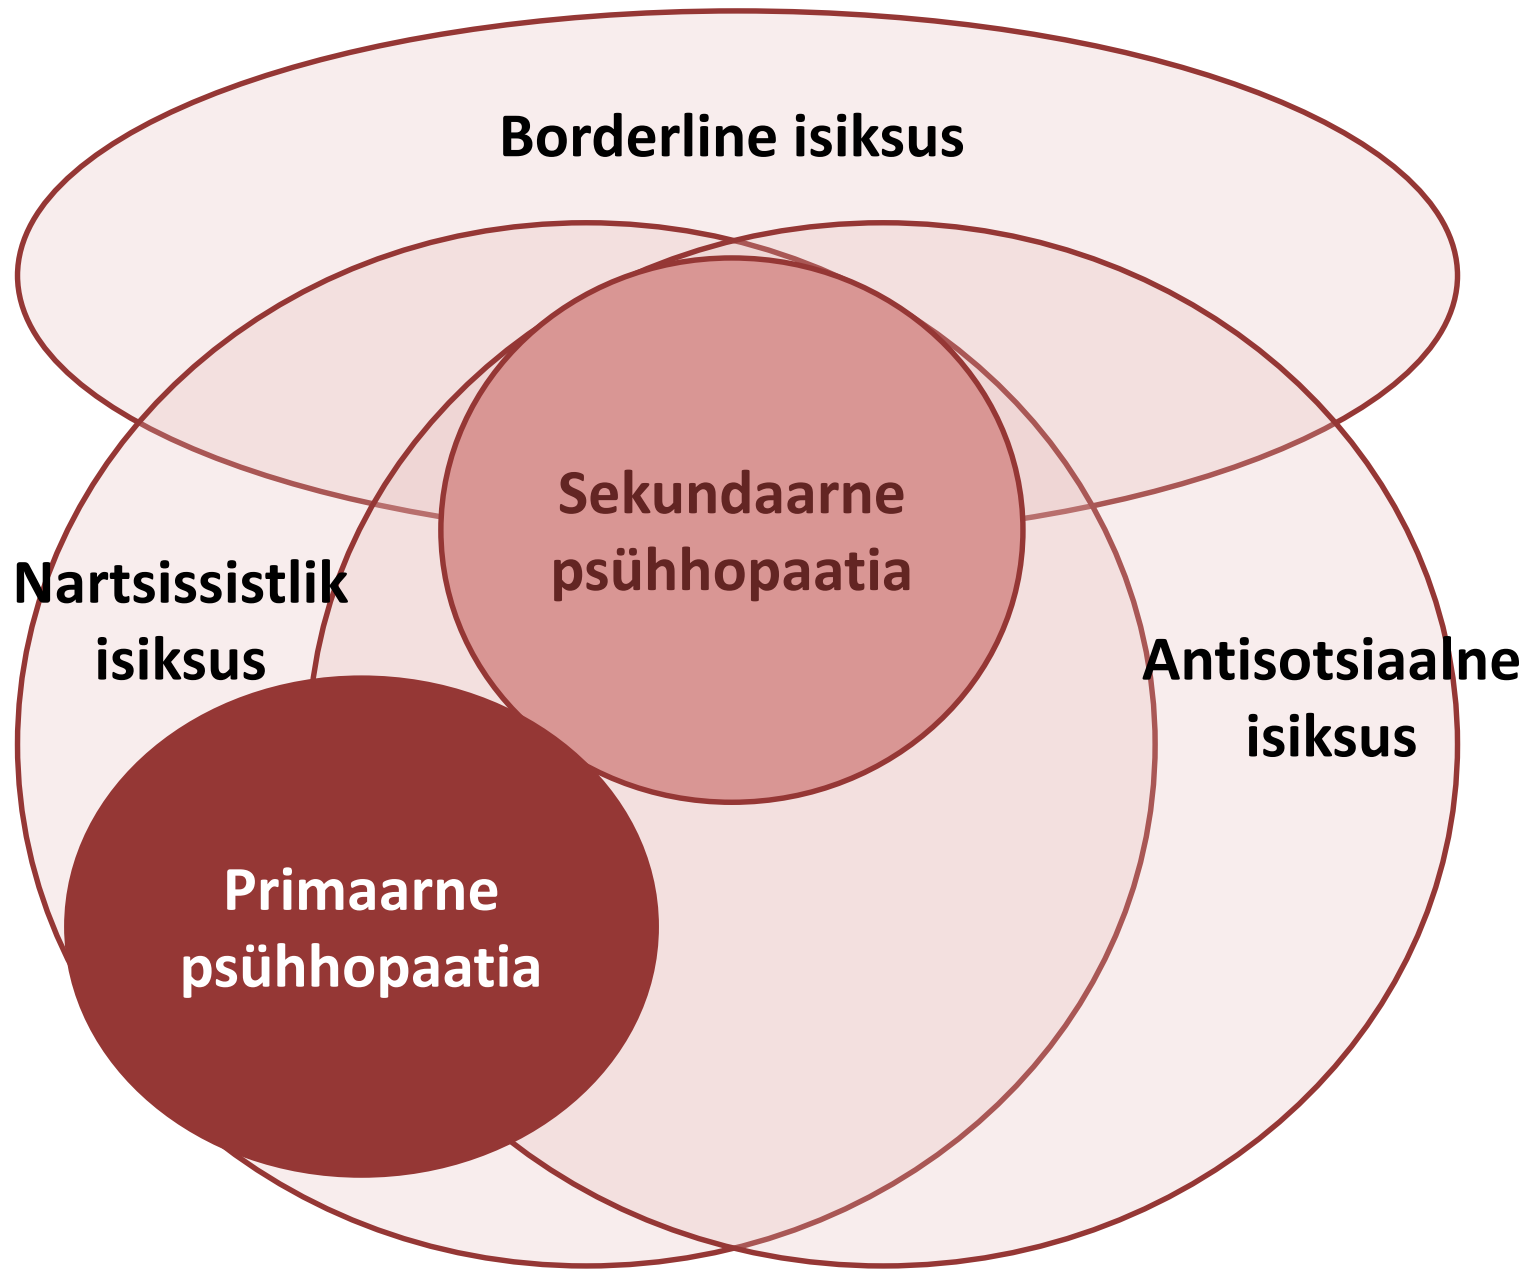 Borderline isiksus
Sekundaarne
psühhopaatia
Nartsissistlik
isiksus
Antisotsiaalne
isiksus
Primaarne
psühhopaatia